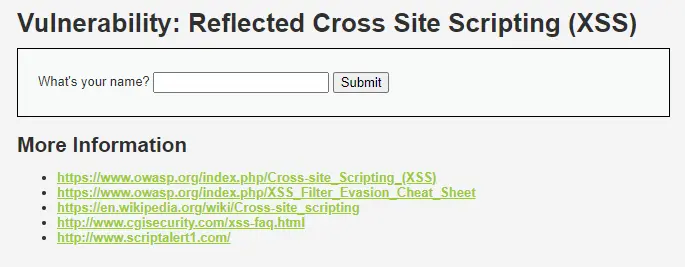 Vulnerability: Reflected Cross Site Scripting (XSS)
What's your name? Submit
More Information
https://www.owasp.org/index.php/Cross-site_Scripting_(XSS)
https://www.owasp.org/index.php/XSS_Filter_Evasion_Cheat_Sheet
https://en.wikipedia.org/wiki/Cross-site_scripting
http://www.cgisecurity.com/xss-faq.html
http://www.scriptalert1.com/